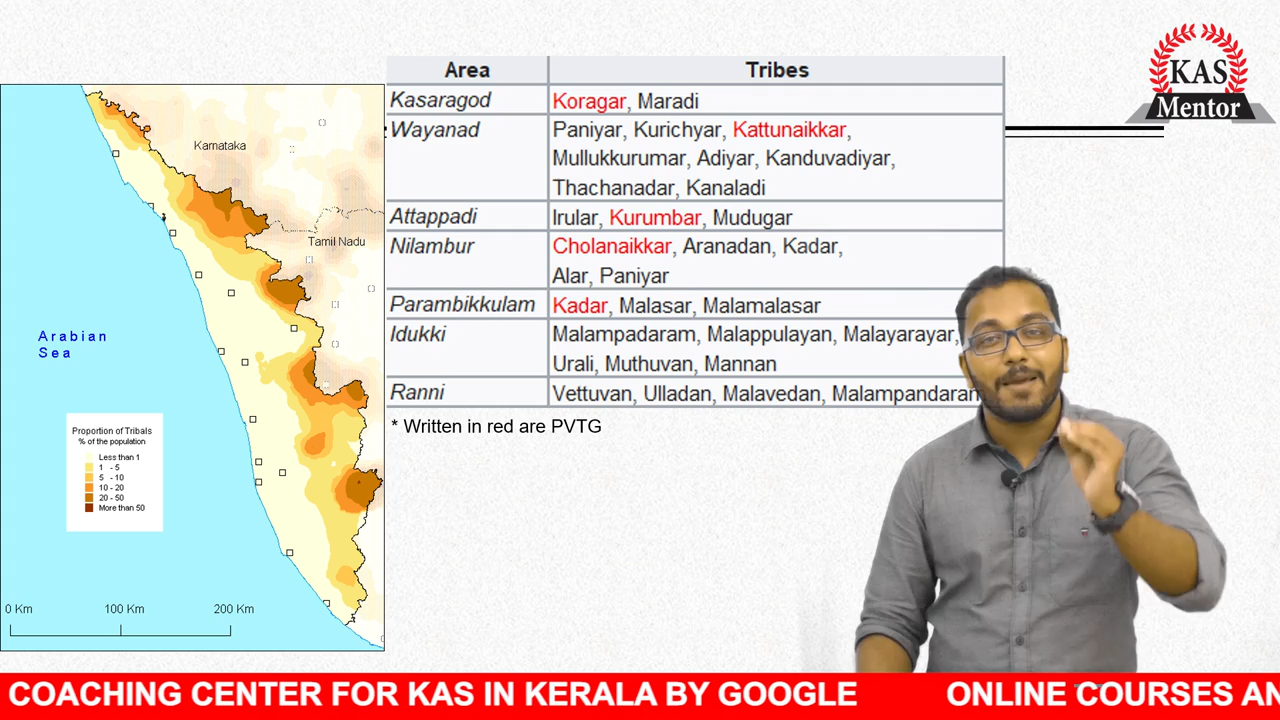 Area Tribes
Kasaragod Koragar, Maradi
Wayanad Paniyar, Kurichyar, Kattunaikkar,
Mullukkurumar, Adiyar, Kanduvadiyar,
Thachanadar, Kanaladi
Attappadi Irular, Kurumbar, Mudugar
Nilambur Cholanaikkar, Aranadan, Kadar,
Alar, Paniyar
Parambikkulam Kadar, Malasar, Malamalasar
Idukki Malampadaram, Malappulayan, Malayarayar,
Urali, Muthuvan, Mannan
Ranni Vettuvan, Ulladan, Malavedan, Malampandaran
* Written in red are PVTG
KAS
Mentor
Karnataka
Tamil Nadu
Arabian
Sea
Proportion of Tribals
% of the population
Less than 1
1 - 5
5 - 10
10 - 20
20 - 50
More than 50
0 Km 100 Km 200 Km
COACHING CENTER FOR KAS IN KERALA BY GOOGLE ONLINE COURSES AN